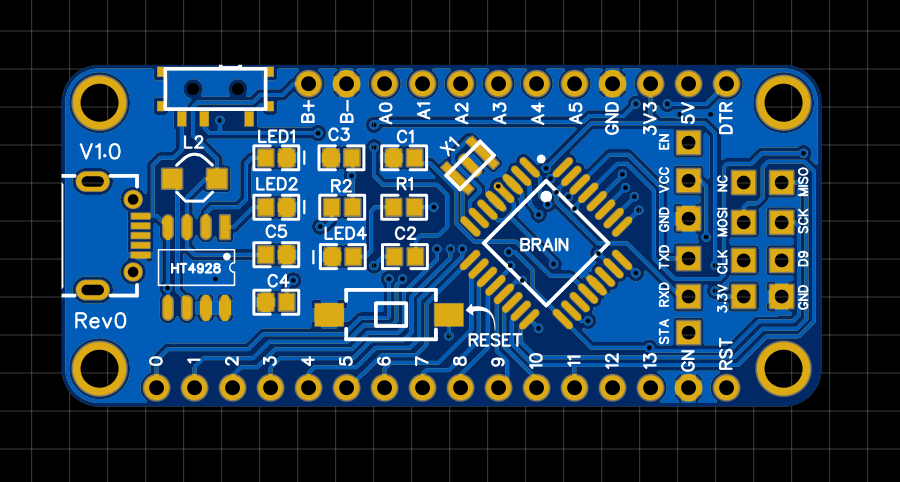 B+ B- A0 A1 A2 A3 A4 A5 GND 3V3 5V DTR
V1.0
L2
LED1 C3 C1 X1
LED2 R2 R1
C5 LED4 C2
HT4928
C4
BRAIN
RESET
Rev0
EN
VCC
GND
TXD
RXD
STA
NC MISO
MOSI SCK
CLK D9
3.3V GND
0 1 2 3 4 5 6 7 8 9 10 11 12 13 GN RST